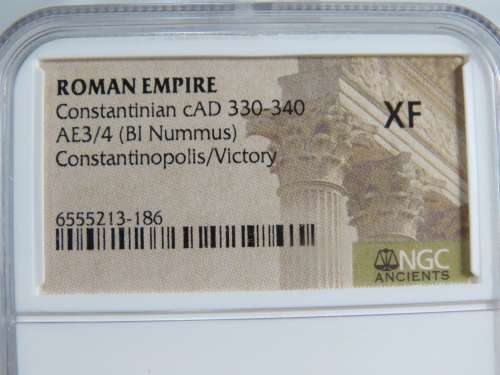 ROMAN EMPIRE
Constantinian cAD 330-340
AE3/4 (BI Nummus)
Constantinopolis/Victory
XF
6555213-186
NGC
ANCIENTS